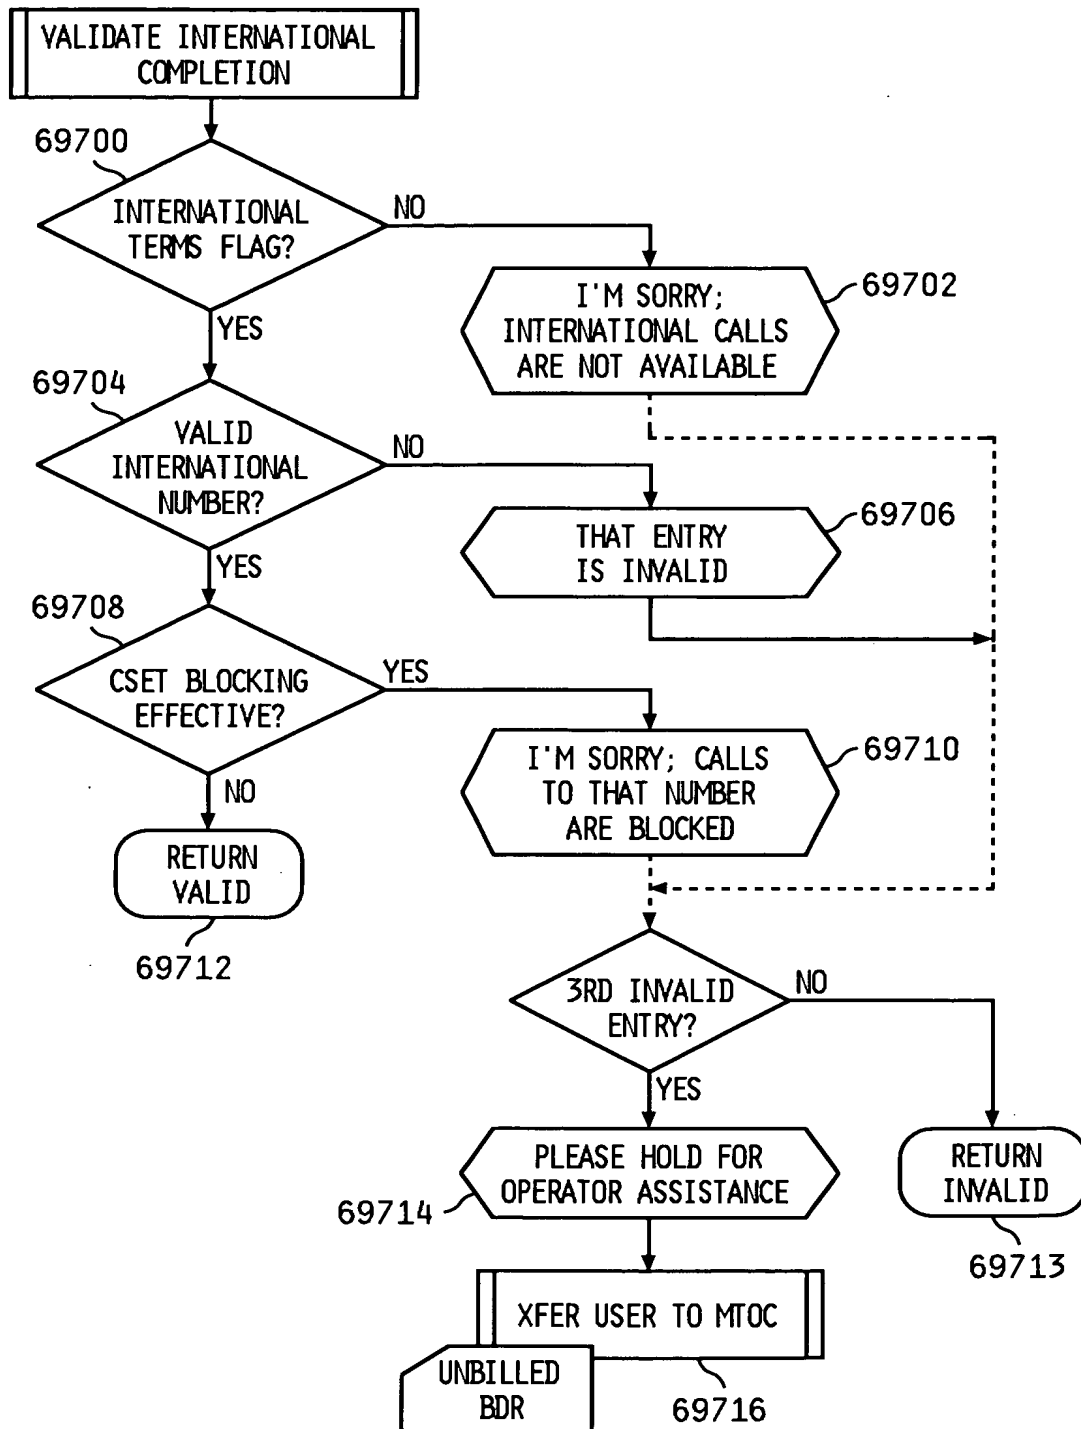 VALIDATE INTERNATIONAL
COMPLETION
69700
INTERNATIONAL
TERMS FLAG?
NO
I'M SORRY;
INTERNATIONAL CALLS
ARE NOT AVAILABLE
69702
YES
69704
VALID
INTERNATIONAL
NUMBER?
NO
THAT ENTRY
IS INVALID
69706
YES
69708
CSET BLOCKING
EFFECTIVE?
YES
I'M SORRY; CALLS
TO THAT NUMBER
ARE BLOCKED
69710
NO
RETURN
VALID
69712
3RD INVALID
ENTRY?
NO
YES
PLEASE HOLD FOR
OPERATOR ASSISTANCE
69714
RETURN
INVALID
69713
XFER USER TO MTOC
UNBILLED
BDR
69716